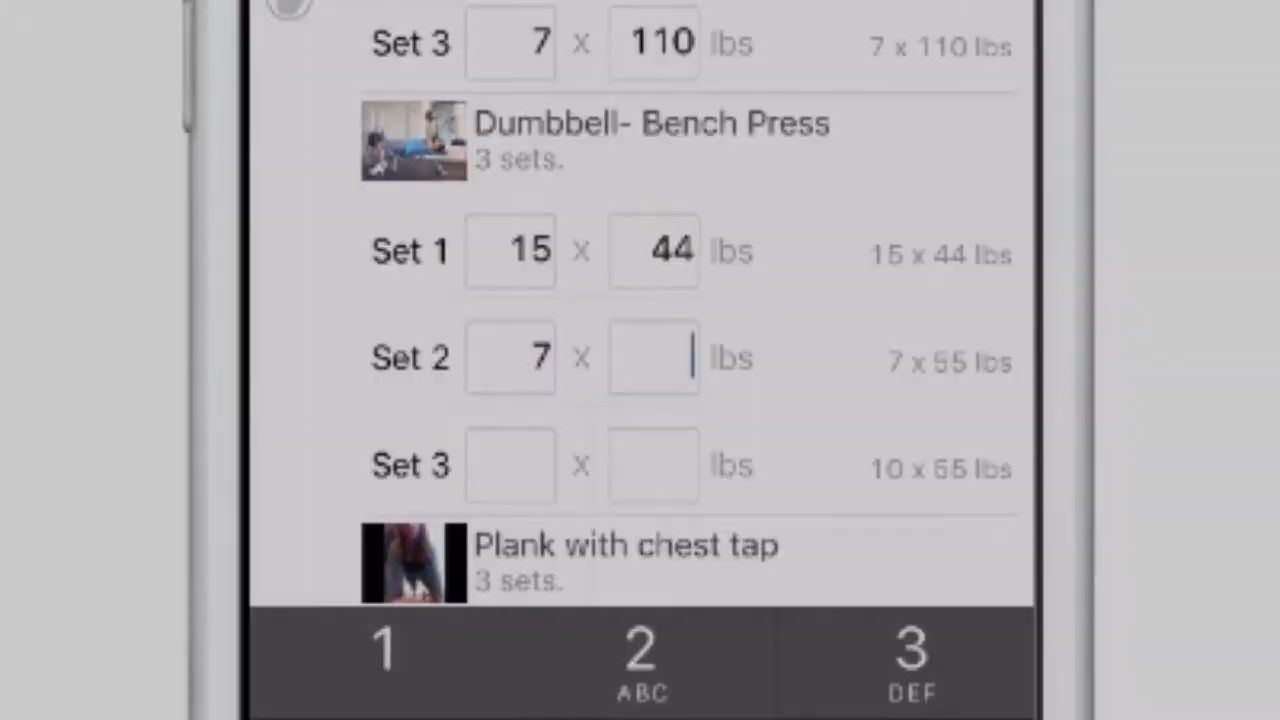 Set 3 7 x 110 lbs 7 x 110 lbs
Dumbbell- Bench Press
3 sets.
Set 1 15 x 44 lbs 15 x 44 lbs
Set 2 7 x lbs 7 x 55 lbs
Set 3 x lbs 10 x 55 lbs
Plank with chest tap
3 sets.
1 2 3
ABC DEF